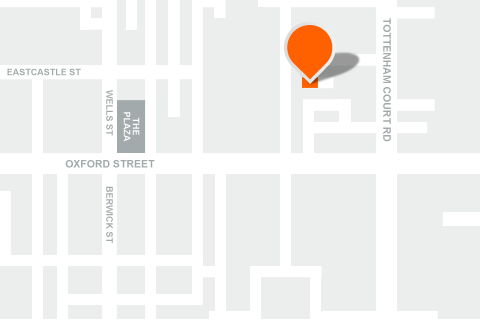 EASTCASTLE ST
WELLS ST
THE
PLAZA
TOTTENHAM COURT RD
OXFORD STREET
BERWICK ST